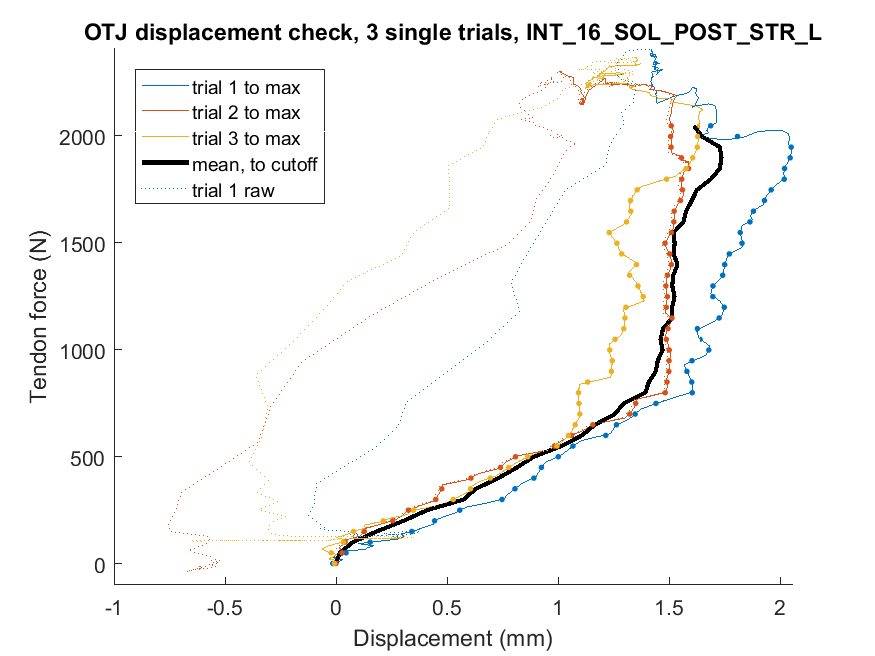 OTJ displacement check, 3 single trials, INT_16_SOL_POST_STR_L
trial 1 to max
trial 2 to max
trial 3 to max
mean, to cutoff
trial 1 raw
Tendon force (N)
2000
1500
1000
500
0
-1 -0.5 0 0.5 1 1.5 2
Displacement (mm)